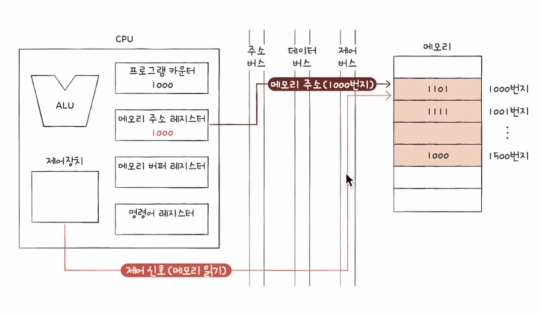 CPU
ALU
제어장치
프로그램 카운터
1000
메모리 주소 레지스터
1000
메모리 버퍼 레지스터
명령어 레지스터
주소
버스
데이터
버스
제어
버스
메모리 주소(1000번지)
제어 신호(메모리 읽기)
메모리
1101 1000번지
1111 1001번지
⋮
1000 1500번지